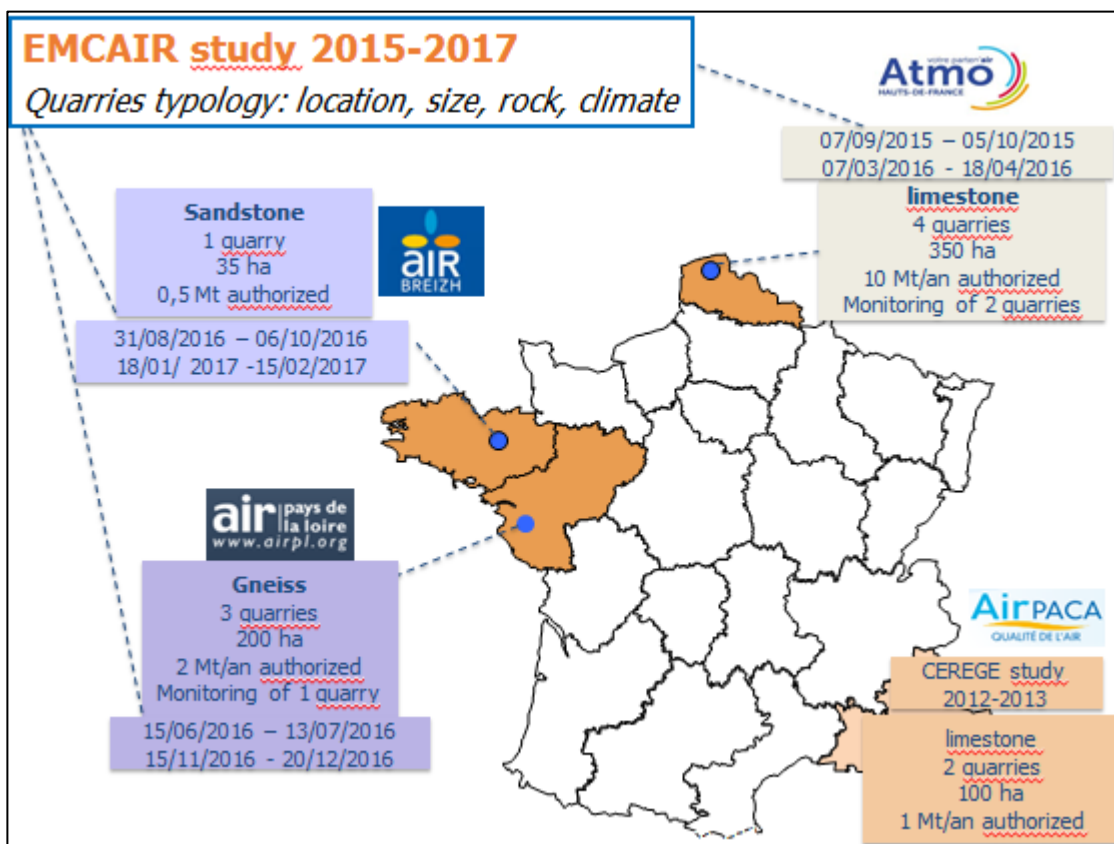 EMCAIR study 2015-2017
Quarries typology: location, size, rock, climate
votre parten'air
Atmo
HAUTS-DE-FRANCE
07/09/2015 – 05/10/2015
07/03/2016 - 18/04/2016
limestone
4 quarries
350 ha
10 Mt/an authorized
Monitoring of 2 quarries
Sandstone
1 quarry
35 ha
0,5 Mt authorized
aiR
BREIZH
31/08/2016 – 06/10/2016
18/01/ 2017 -15/02/2017
air pays de
la loire
www.airpl.org
Gneiss
3 quarries
200 ha
2 Mt/an authorized
Monitoring of 1 quarry
15/06/2016 – 13/07/2016
15/11/2016 - 20/12/2016
AirPACA
QUALITÉ DE L'AIR
CEREGE study
2012-2013
limestone
2 quarries
100 ha
1 Mt/an authorized